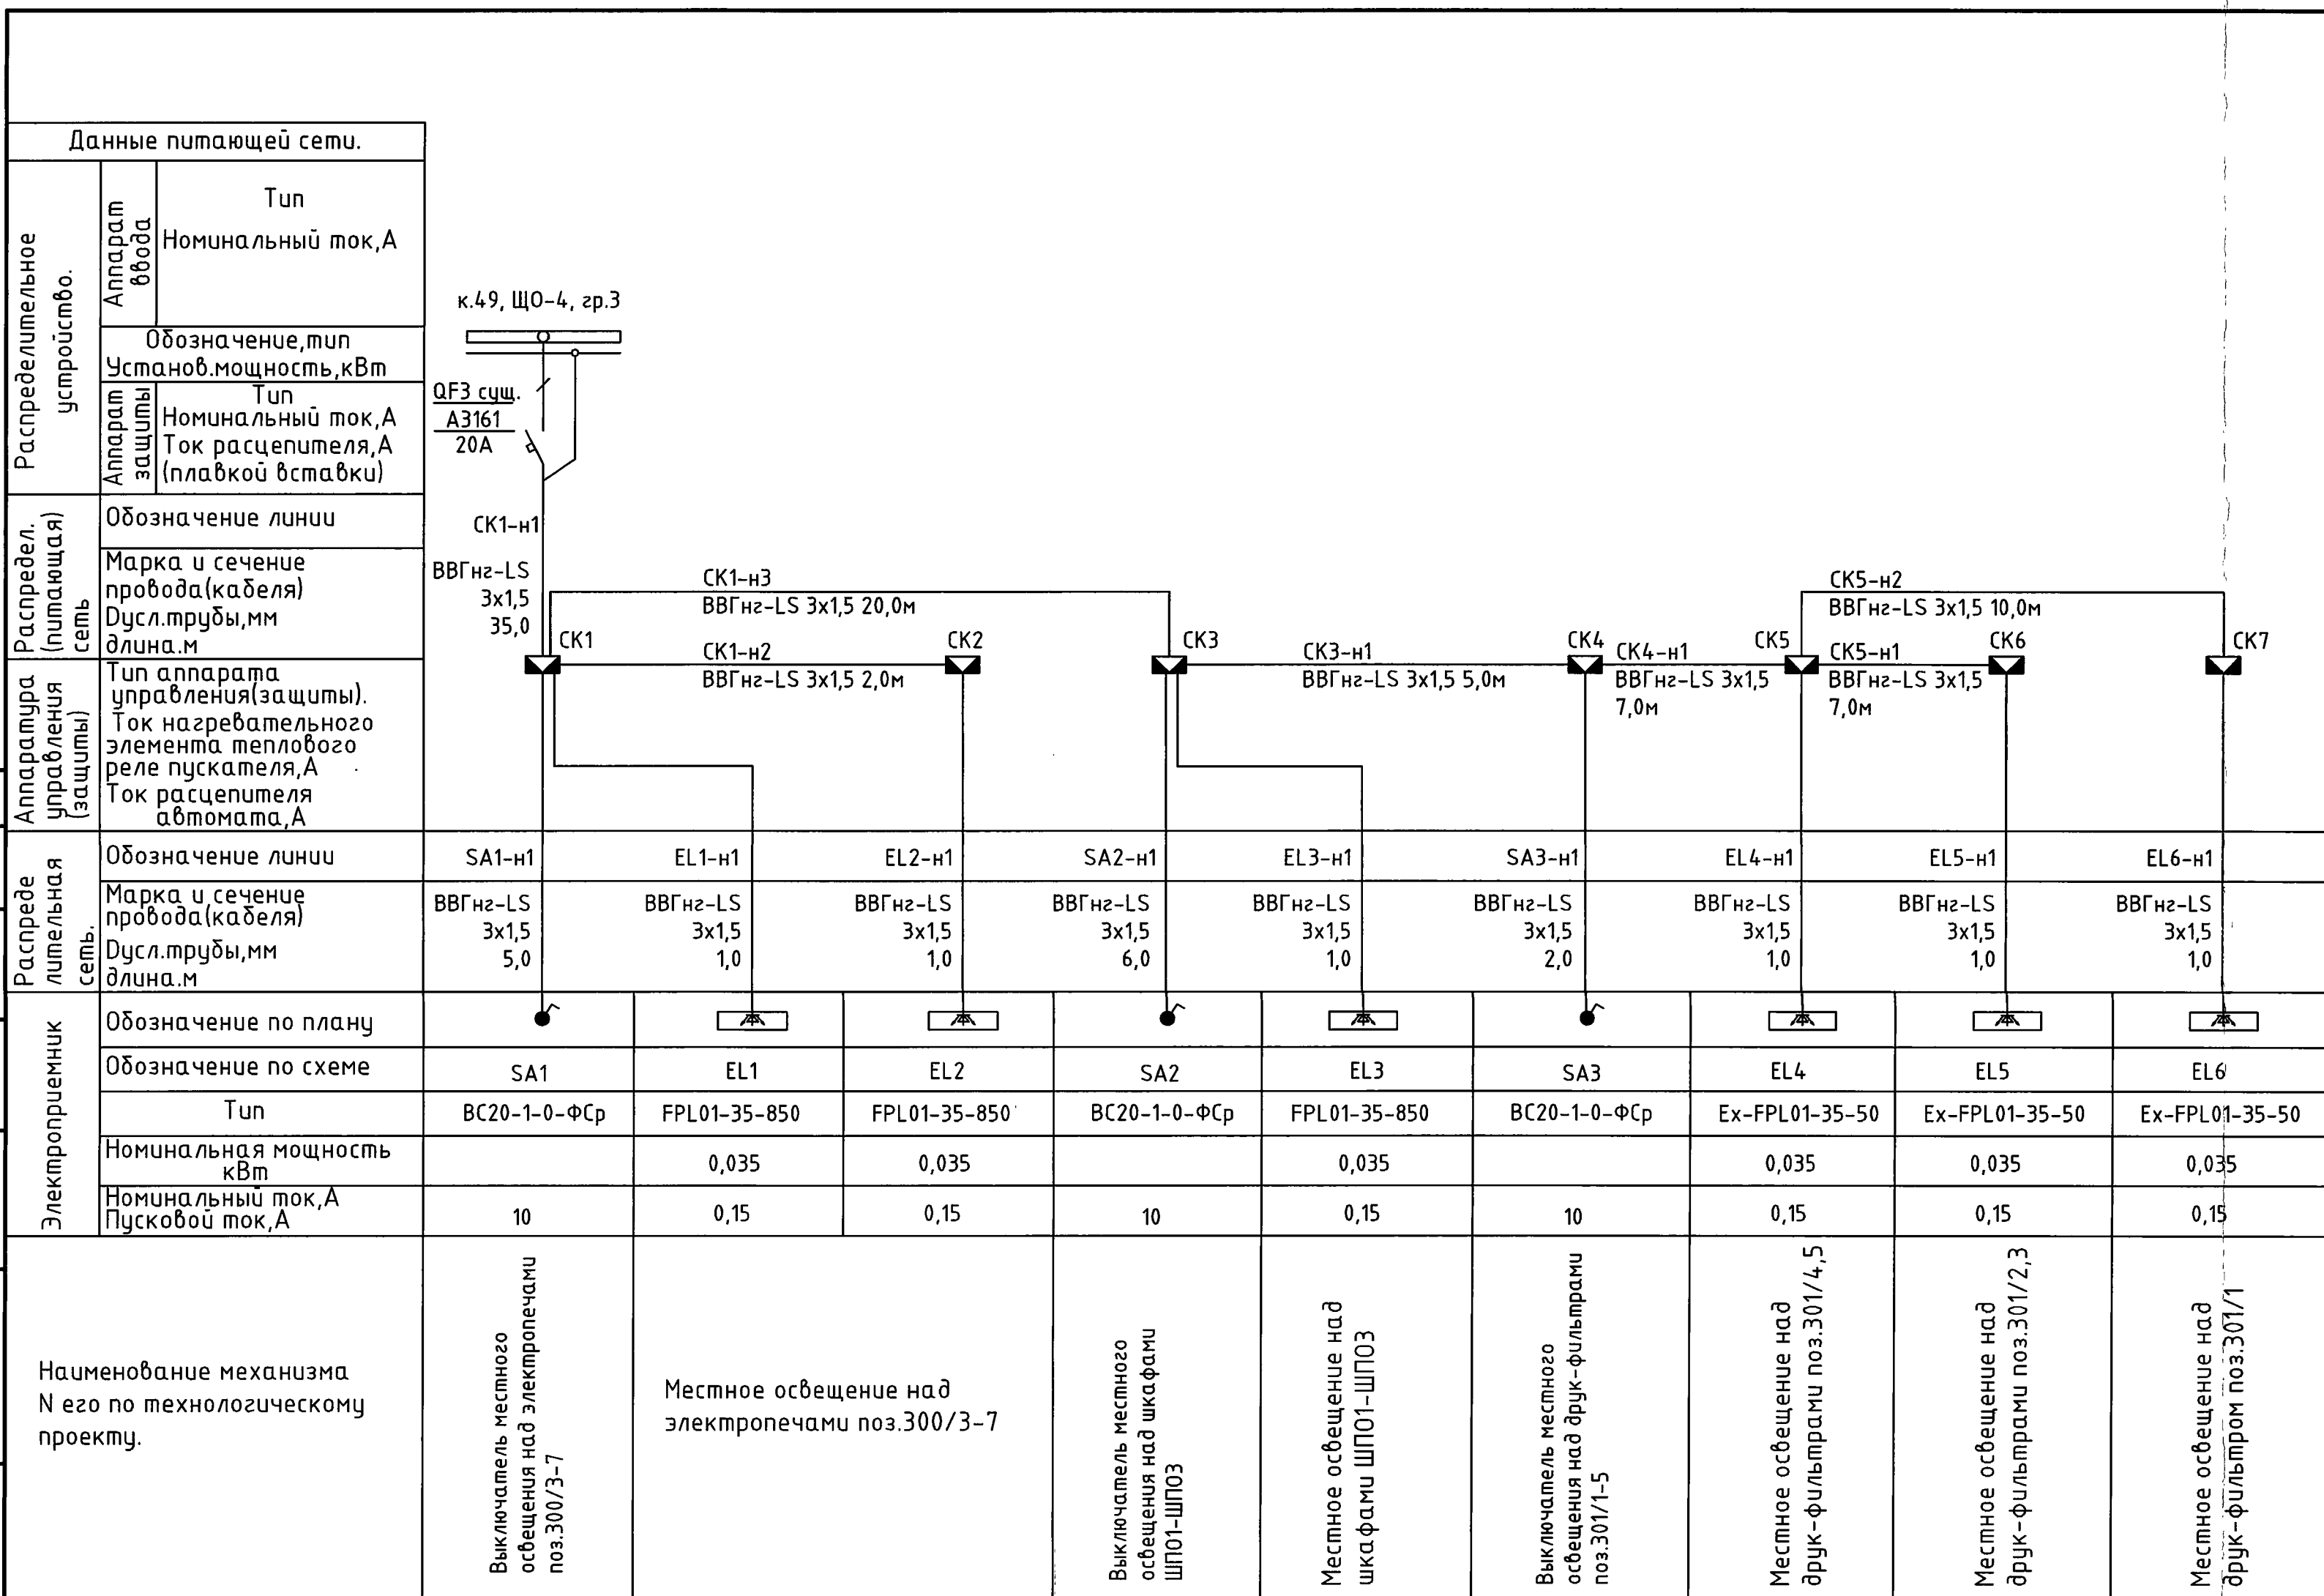 Данные питающей сети.
Распределительное
устройство.
Аппарат
ввода
Тип
Номинальный ток,А
Обозначение,тип
Установ.мощность,кВт
Аппарат
защиты
Тип
Номинальный ток,А
Ток расцепителя,А
(плавкой вставки)
к.49, ЩО-4, гр.3
QF3 сущ.
А3161
20А
Распредел.
(питающая)
сеть
Обозначение линии
Марка и сечение
провода(кабеля)
Dусл.трубы,мм
длина.м
СК1-н1
ВВГнг-LS
3х1,5
35,0
СК1
СК1-н3
ВВГнг-LS 3х1,5 20,0м
СК1-н2
ВВГнг-LS 3х1,5 2,0м
СК2
СК3
СК3-н1
ВВГнг-LS 3х1,5 5,0м
СК4
СК4-н1
ВВГнг-LS 3х1,5
7,0м
СК5
СК5-н2
ВВГнг-LS 3х1,5 10,0м
СК5-н1
ВВГнг-LS 3х1,5
7,0м
СК6
СК7
Аппаратура
управления
(защиты)
Тип аппарата
управления(защиты).
Ток нагревательного
элемента теплового
реле пускателя,А
Ток расцепителя
автомата,А
Распреде
лительная
сеть.
Обозначение линии
SA1-н1
EL1-н1
EL2-н1
SA2-н1
EL3-н1
SA3-н1
EL4-н1
EL5-н1
EL6-н1
Марка и сечение
провода(кабеля)
Dусл.трубы,мм
длина.м
ВВГнг-LS
3х1,5
5,0
ВВГнг-LS
3х1,5
1,0
ВВГнг-LS
3х1,5
1,0
ВВГнг-LS
3х1,5
6,0
ВВГнг-LS
3х1,5
1,0
ВВГнг-LS
3х1,5
2,0
ВВГнг-LS
3х1,5
1,0
ВВГнг-LS
3х1,5
1,0
ВВГнг-LS
3х1,5
1,0
Электроприемник
Обозначение по плану
Обозначение по схеме
SA1
EL1
EL2
SA2
EL3
SA3
EL4
EL5
EL6
Тип
ВС20-1-0-ФСр
FPL01-35-850
FPL01-35-850
ВС20-1-0-ФСр
FPL01-35-850
ВС20-1-0-ФСр
Ex-FPL01-35-50
Ex-FPL01-35-50
Ex-FPL01-35-50
Номинальная мощность
кВт
0,035
0,035
0,035
0,035
0,035
0,035
Номинальный ток,А
Пусковой ток,А
10
0,15
0,15
10
0,15
10
0,15
0,15
0,15
Наименование механизма
N его по технологическому
проекту.
Выключатель местного
освещения над электропечами
поз.300/3-7
Местное освещение над
электропечами поз.300/3-7
Выключатель местного
освещения над шкафами
ШП01-ШП03
Местное освещение над
шкафами ШП01-ШП03
Выключатель местного
освещения над друк-фильтрами
поз.301/1-5
Местное освещение над
друк-фильтрами поз.301/4,5
Местное освещение над
друк-фильтрами поз.301/2,3
Местное освещение над
друк-фильтром поз.301/1